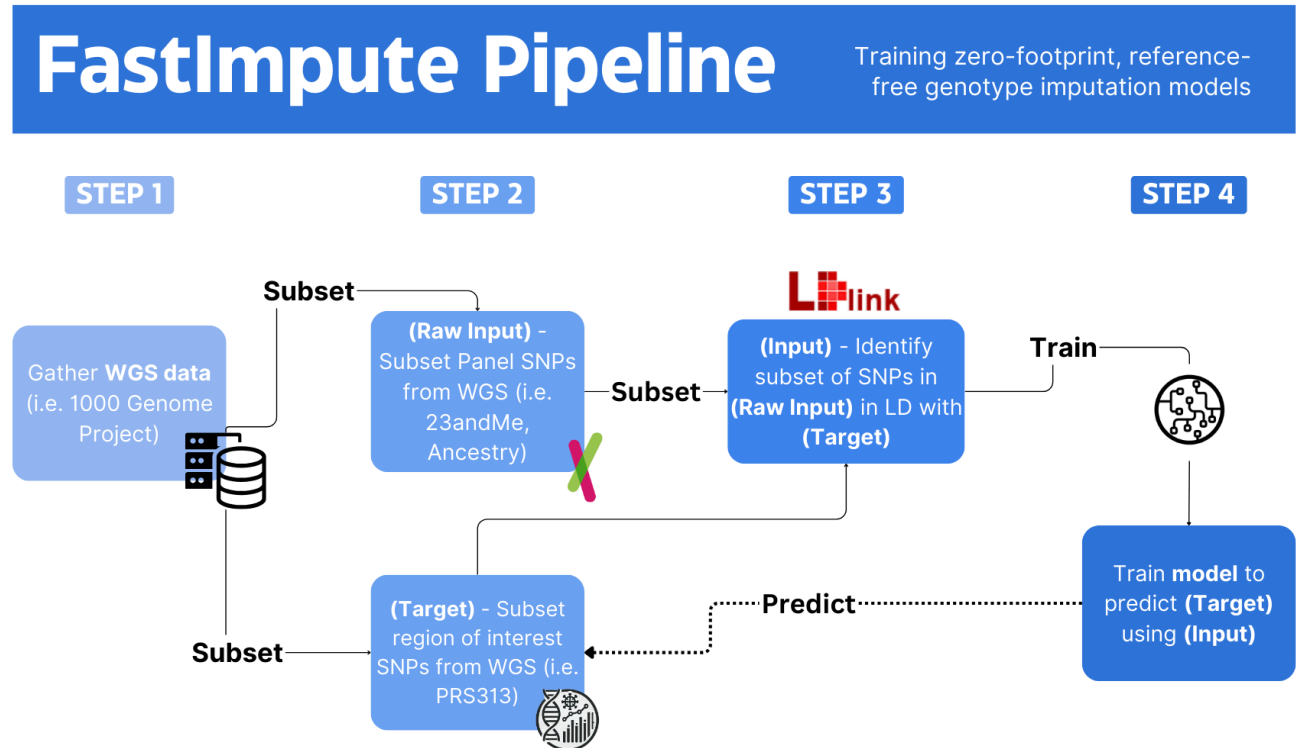 FastImpute Pipeline
Training zero-footprint, reference-
free genotype imputation models
STEP 1
STEP 2
STEP 3
STEP 4
Subset
Gather WGS data
(i.e. 1000 Genome
Project)
(Raw Input) -
Subset Panel SNPs
from WGS (i.e.
23andMe,
Ancestry)
Subset
LDlink
(Input) - Identify
subset of SNPs in
(Raw Input) in LD with
(Target)
Train
Subset
(Target) - Subset
region of interest
SNPs from WGS (i.e.
PRS313)
Predict
Train model to
predict (Target)
using (Input)